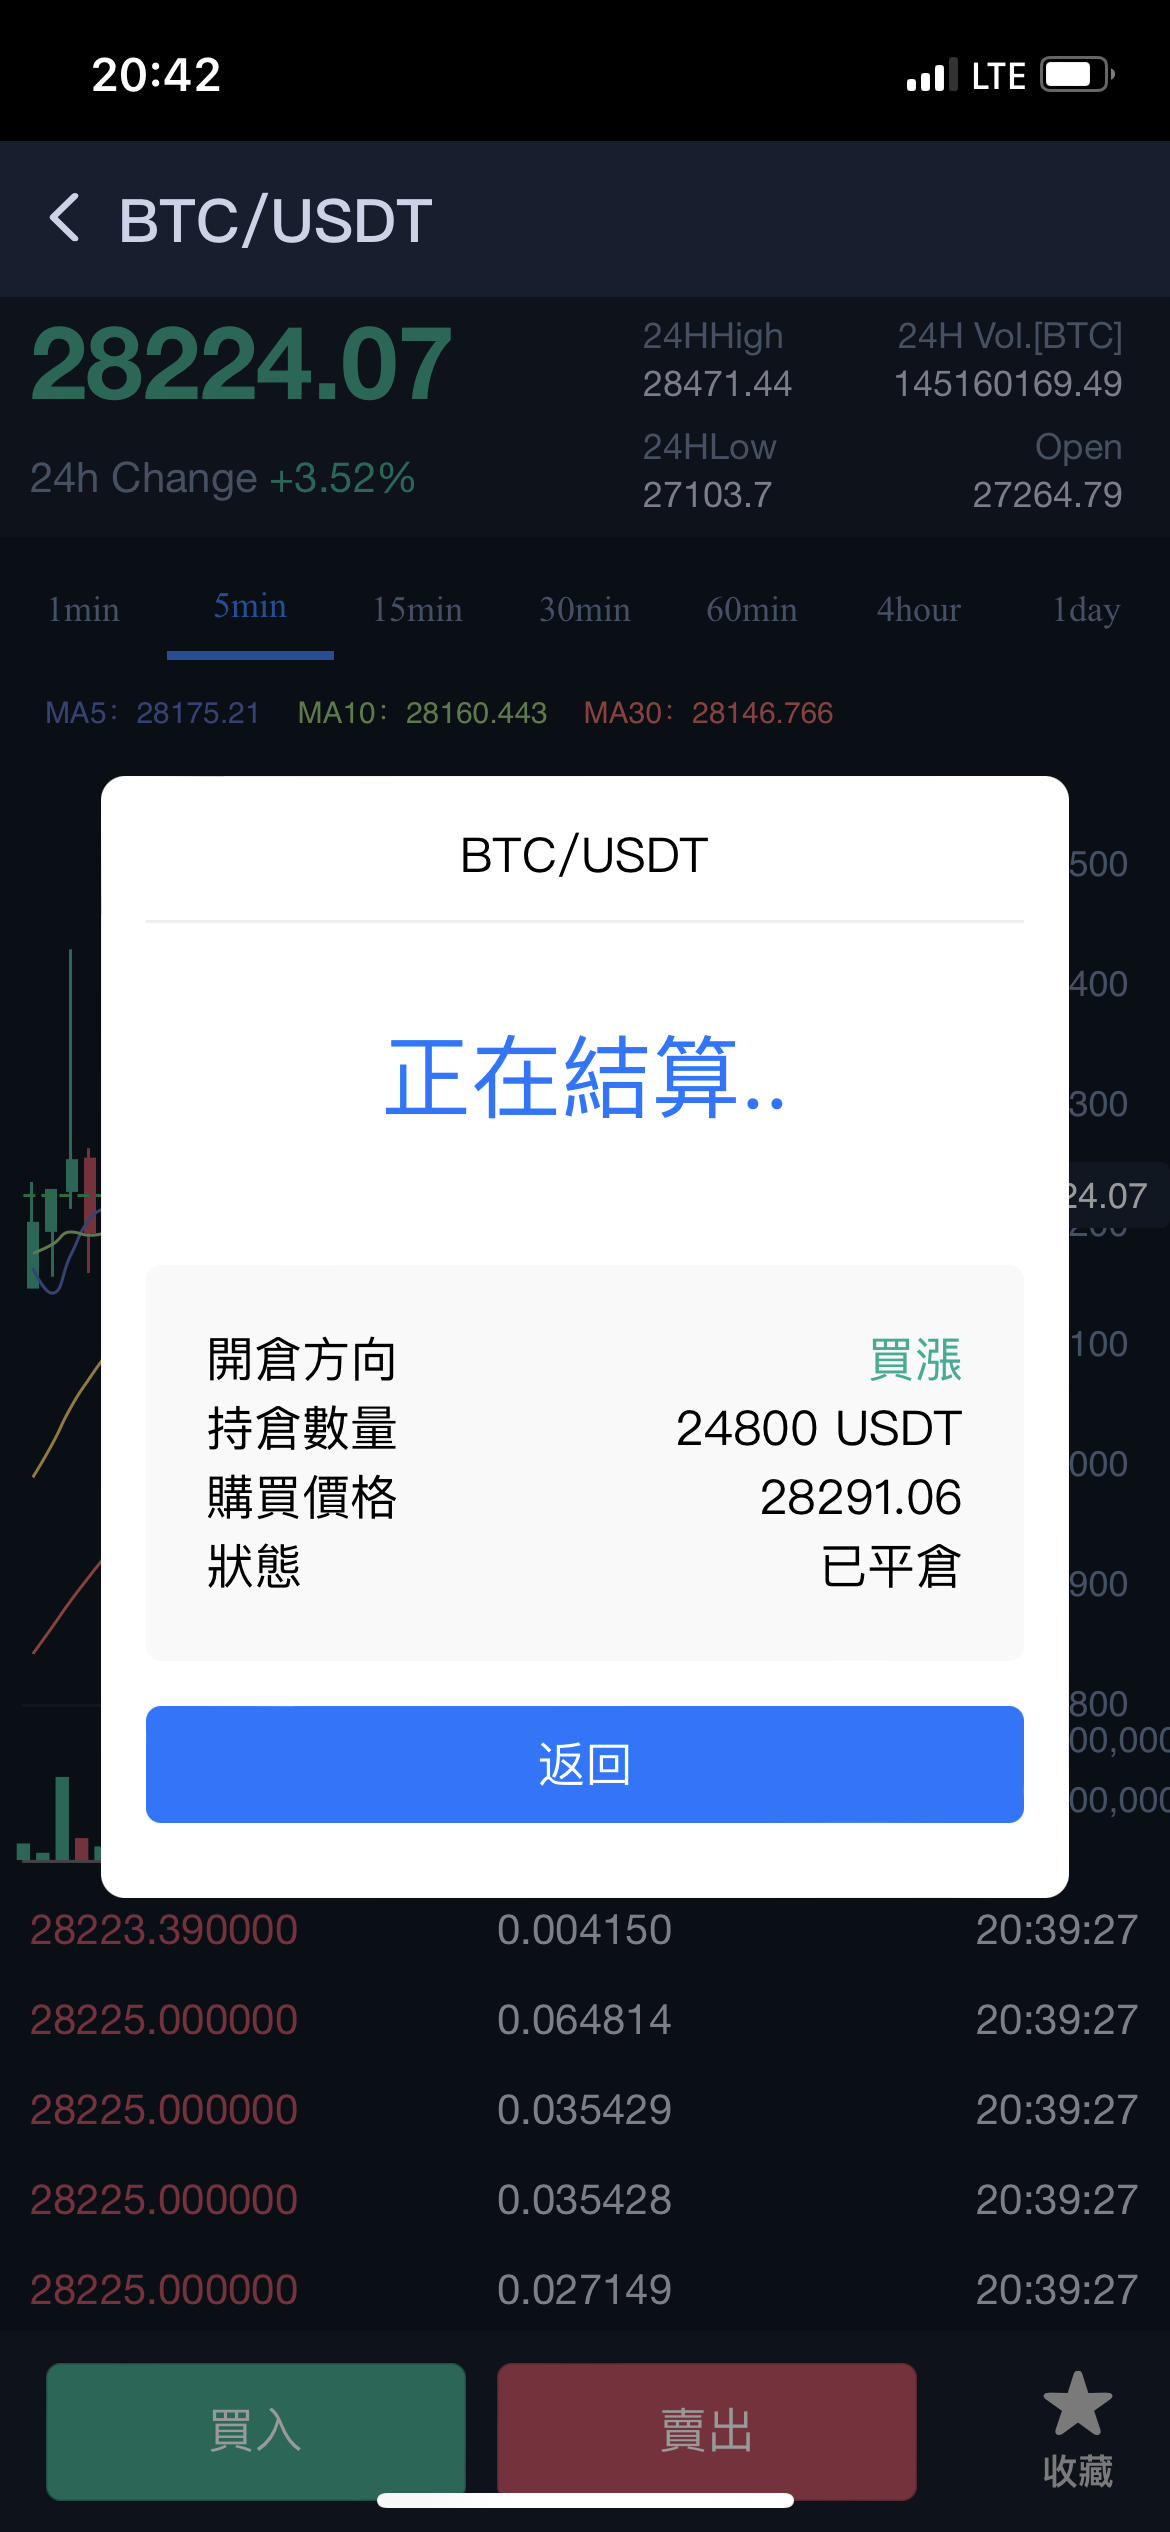 20:42
LTE
BTC/USDT
28224.07
24HHigh
24H Vol.[BTC]
28471.44
145160169.49
24h Change +3.52%
24HLow
Open
27103.7
27264.79
1min
5min
15min
30min
60min
4hour
1day
MA5: 28175.21 MA10: 28160.443 MA30: 28146.766
BTC/USDT
500
400
正在結算..
300
24.07
200
開倉方向 買漲
100
持倉數量 24800 USDT
000
購買價格 28291.06
狀態 已平倉
900
800
00,000
返回
00,000
28223.390000 0.004150 20:39:27
28225.000000 0.064814 20:39:27
28225.000000 0.035429 20:39:27
28225.000000 0.035428 20:39:27
28225.000000 0.027149 20:39:27
買入
賣出
收藏